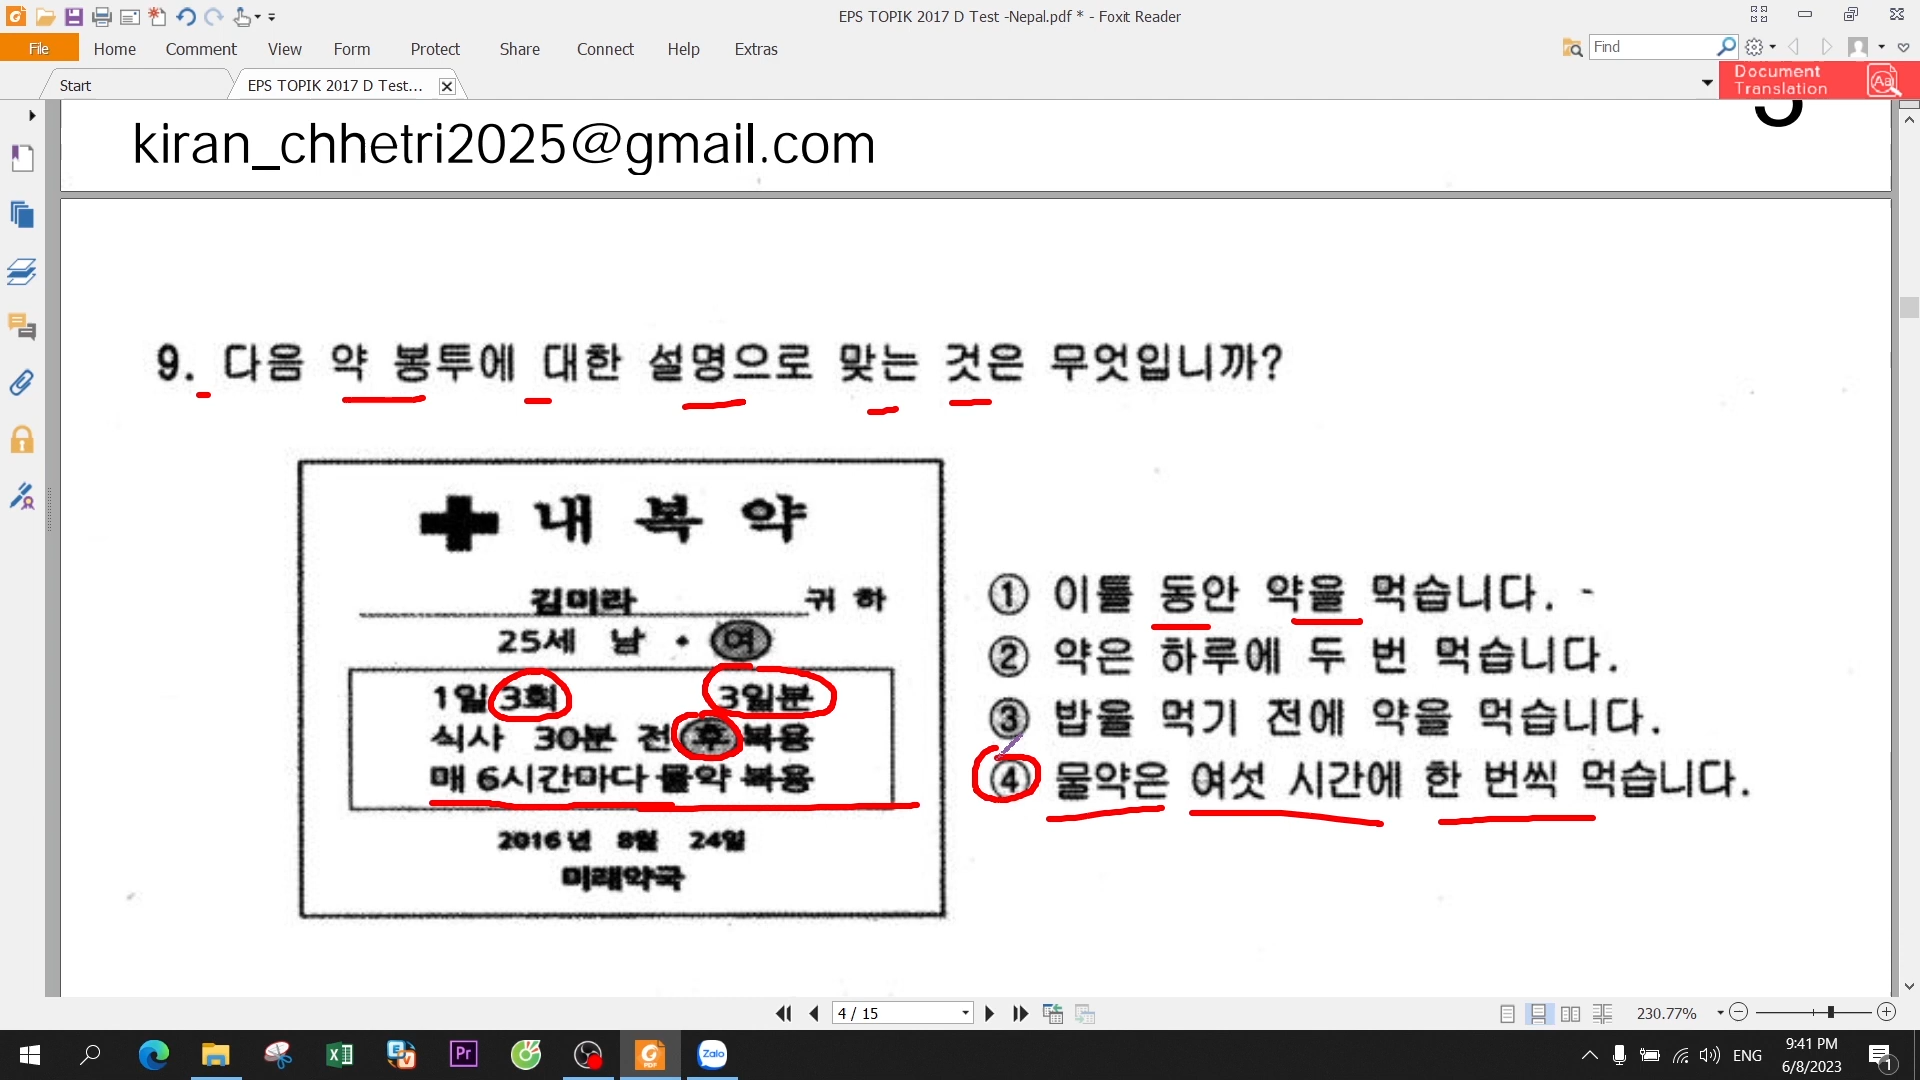 EPS TOPIK 2017 D Test -Nepal.pdf * - Foxit Reader
File Home Comment View Form Protect Share Connect Help Extras
Find
Start
EPS TOPIK 2017 D Test...
Document
Translation
kiran_chhetri2025@gmail.com
9. 다음 약 봉투에 대한 설명으로 맞는 것은 무엇입니까?
내 복 약
김미라 귀 하
25세 남 · 여
1일 3회 3일분
식사 30분 전 후 복용
매 6시간마다 물약 복용
2016년 8월 24일
미래약국
① 이틀 동안 약을 먹습니다.
② 약은 하루에 두 번 먹습니다.
③ 밥을 먹기 전에 약을 먹습니다.
④ 물약은 여섯 시간에 한 번씩 먹습니다.
4 / 15
230.77%
Pr
Zalo
ENG
9:41 PM
6/8/2023
1